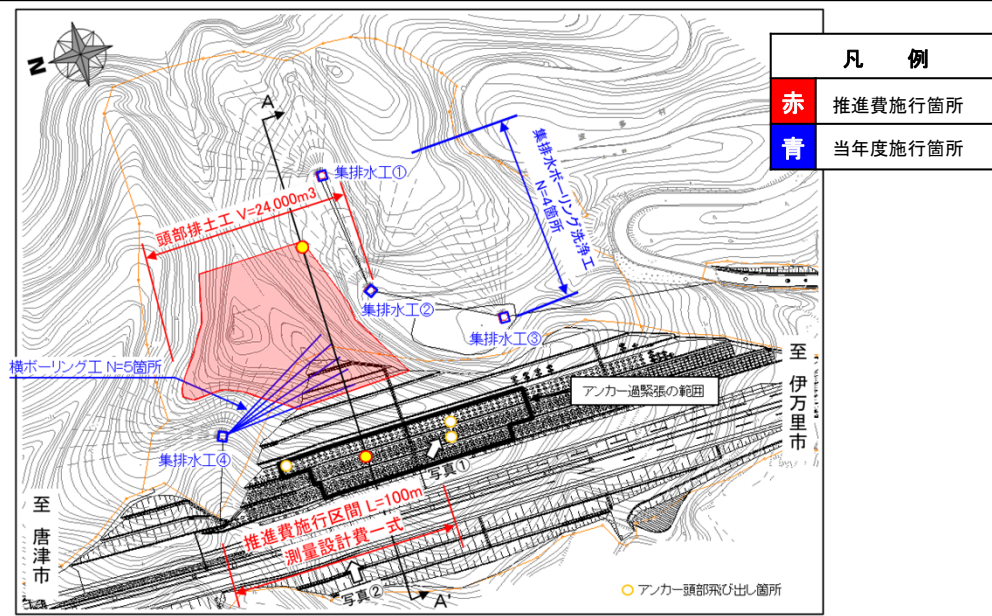 N
凡 例
赤 推進費施行箇所
青 当年度施行箇所
A
集排水工①
頭部排土工 V=24,000m3
集排水ボーリング洗浄工
N=4箇所
波多村
集排水工②
集排水工③
横ボーリング工 N=5箇所
アンカー過緊張の範囲
至 伊万里市
集排水工④
写真①
至 唐津市
推進費施行区間 L=100m
測量設計費一式
写真②
A'
アンカー頭部飛び出し箇所